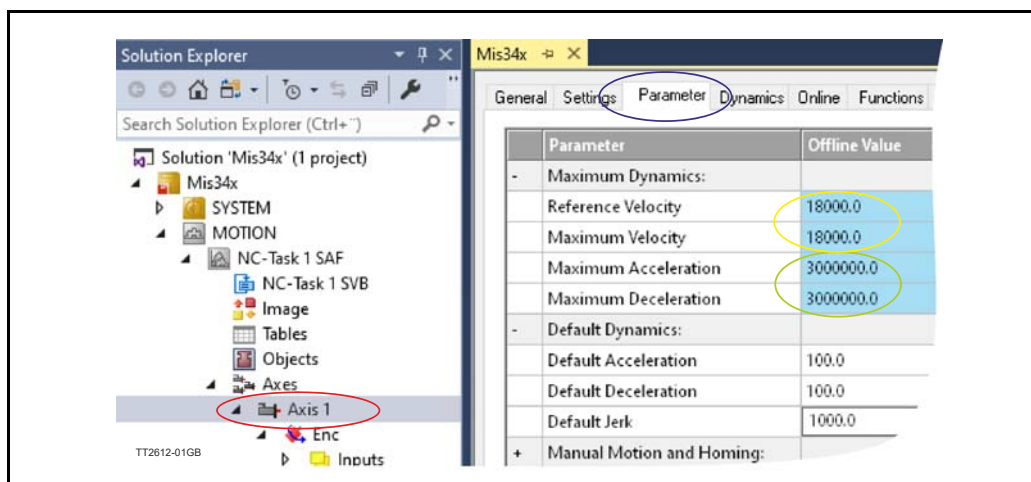 Solution Explorer
Search Solution Explorer (Ctrl+¨)
Solution 'Mis34x' (1 project)
Mis34x
SYSTEM
MOTION
NC-Task 1 SAF
NC-Task 1 SVB
Image
Tables
Objects
Axes
Axis 1
Enc
Inputs
TT2612-01GB
Mis34x
General Settings Parameter Dynamics Online Functions
Parameter Offline Value
- Maximum Dynamics:
Reference Velocity 18000.0
Maximum Velocity 18000.0
Maximum Acceleration 3000000.0
Maximum Deceleration 3000000.0
- Default Dynamics:
Default Acceleration 100.0
Default Deceleration 100.0
Default Jerk 1000.0
+ Manual Motion and Homing: